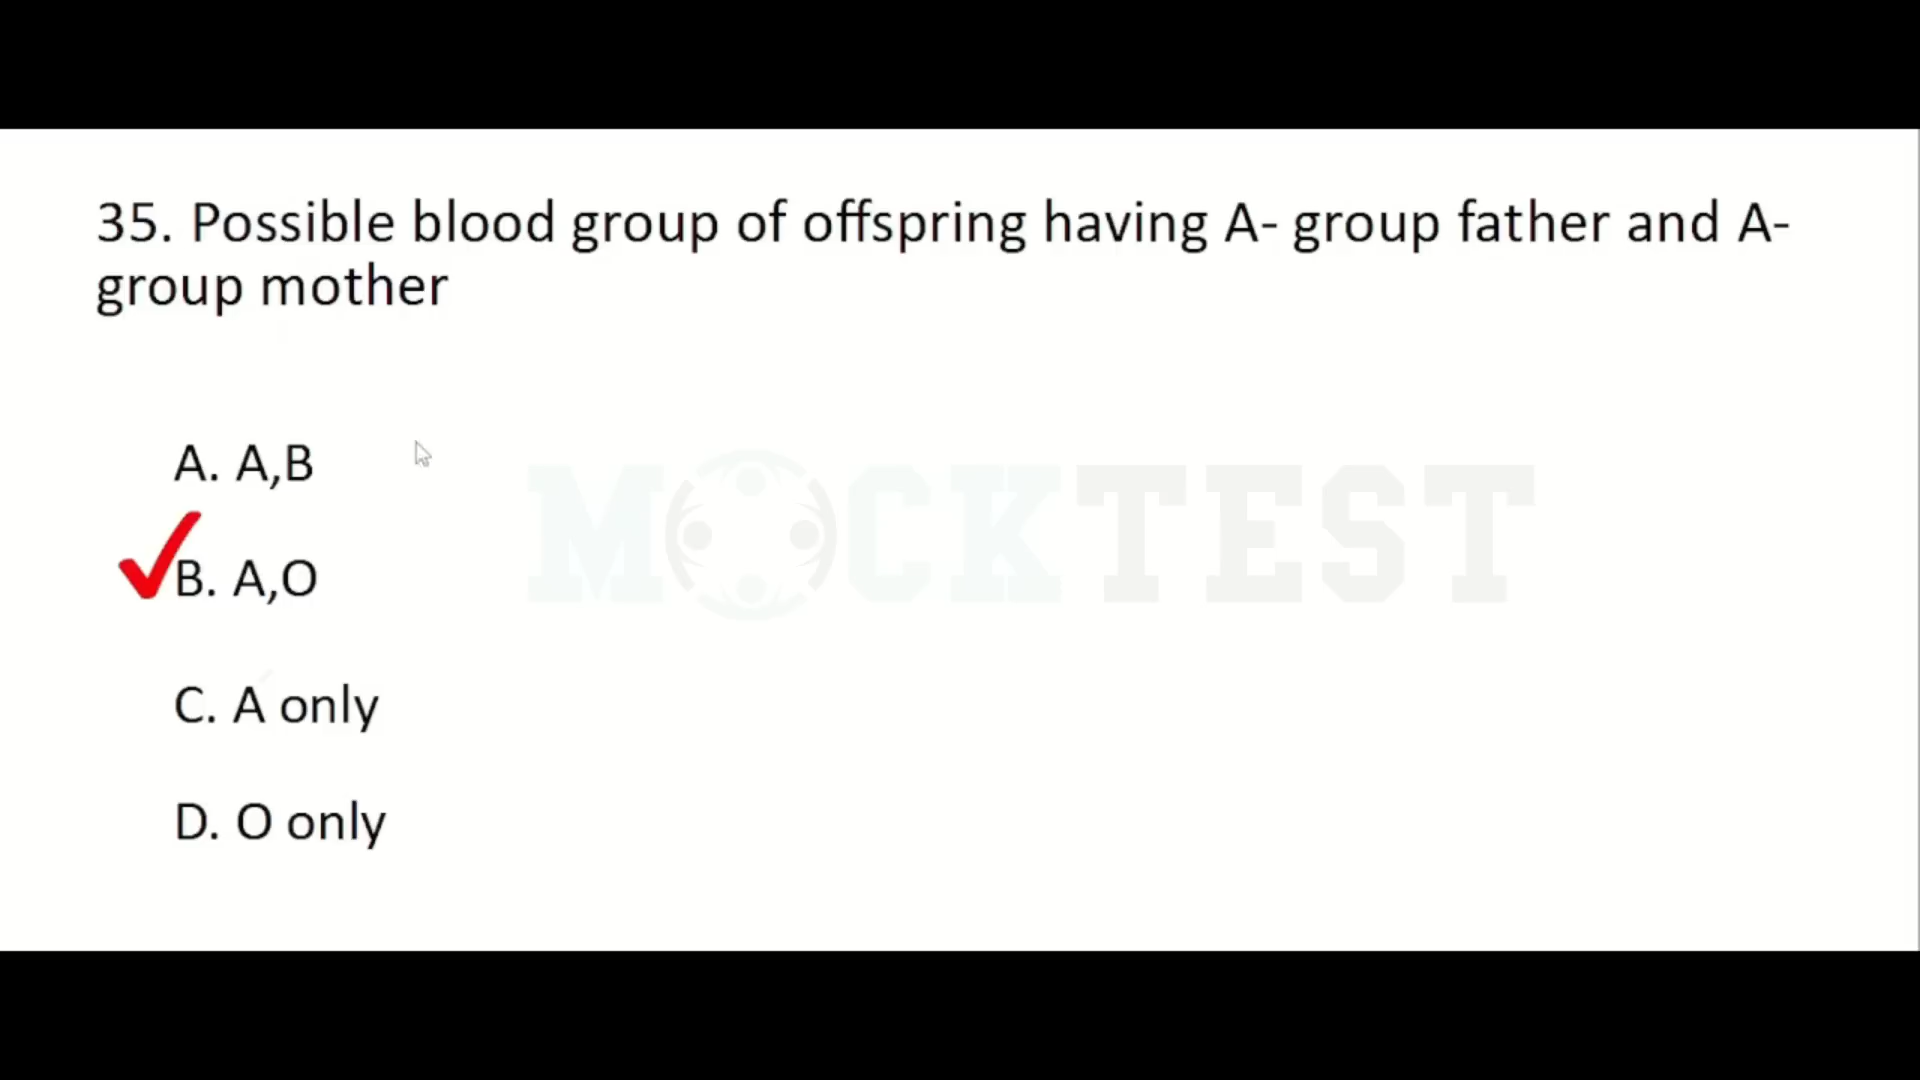 35. Possible blood group of offspring having A- group father and A-
group mother
A. A,B
MOCKTEST
B. A,O
C. A only
D. O only